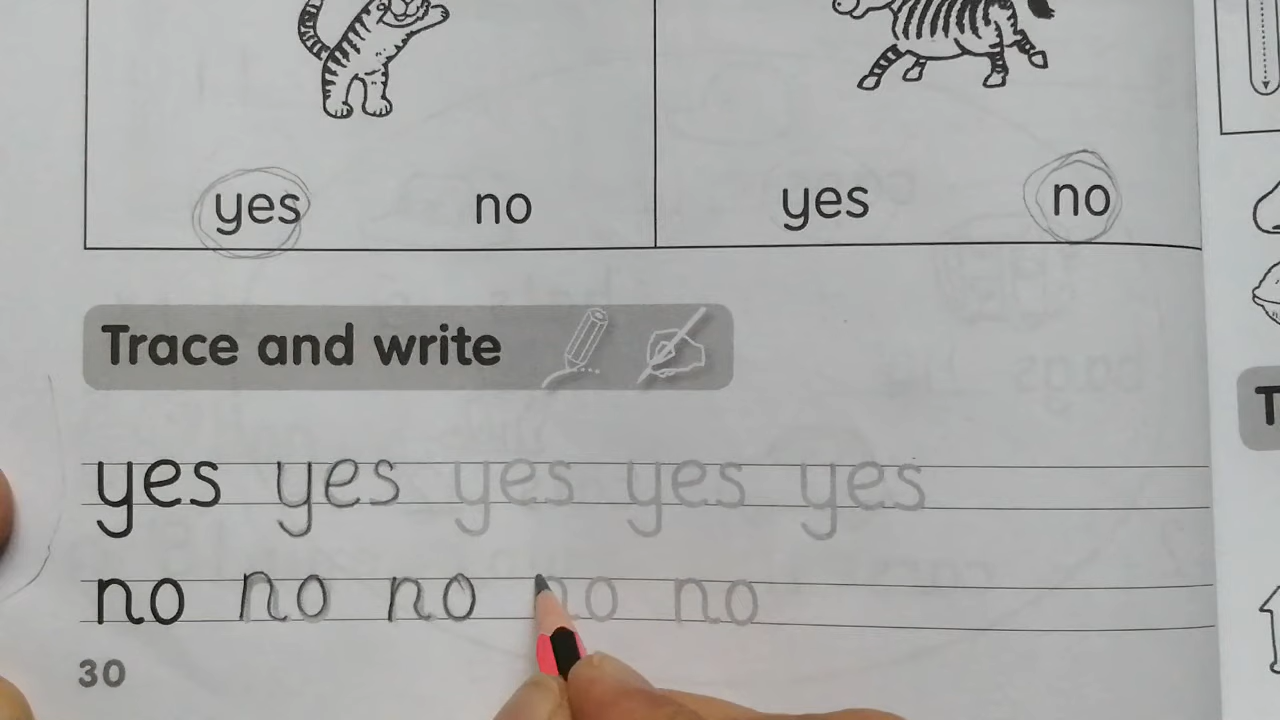 yes no yes no
Trace and write
yes yes yes yes yes
no no no no no
30
T